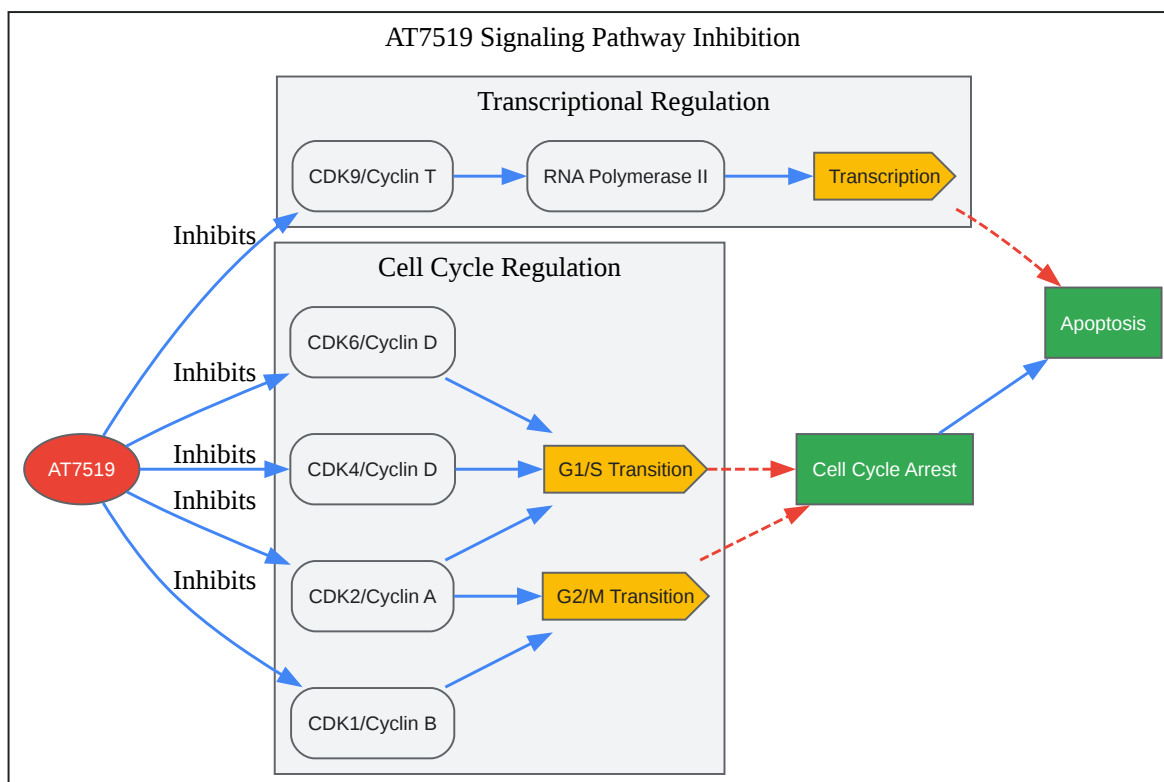 AT7519 Signaling Pathway Inhibition
Transcriptional Regulation
CDK9/Cyclin T
RNA Polymerase II
Transcription
Inhibits
Cell Cycle Regulation
CDK6/Cyclin D
Apoptosis
Inhibits
Inhibits
AT7519
CDK4/Cyclin D
G1/S Transition
Cell Cycle Arrest
Inhibits
Inhibits
CDK2/Cyclin A
G2/M Transition
CDK1/Cyclin B